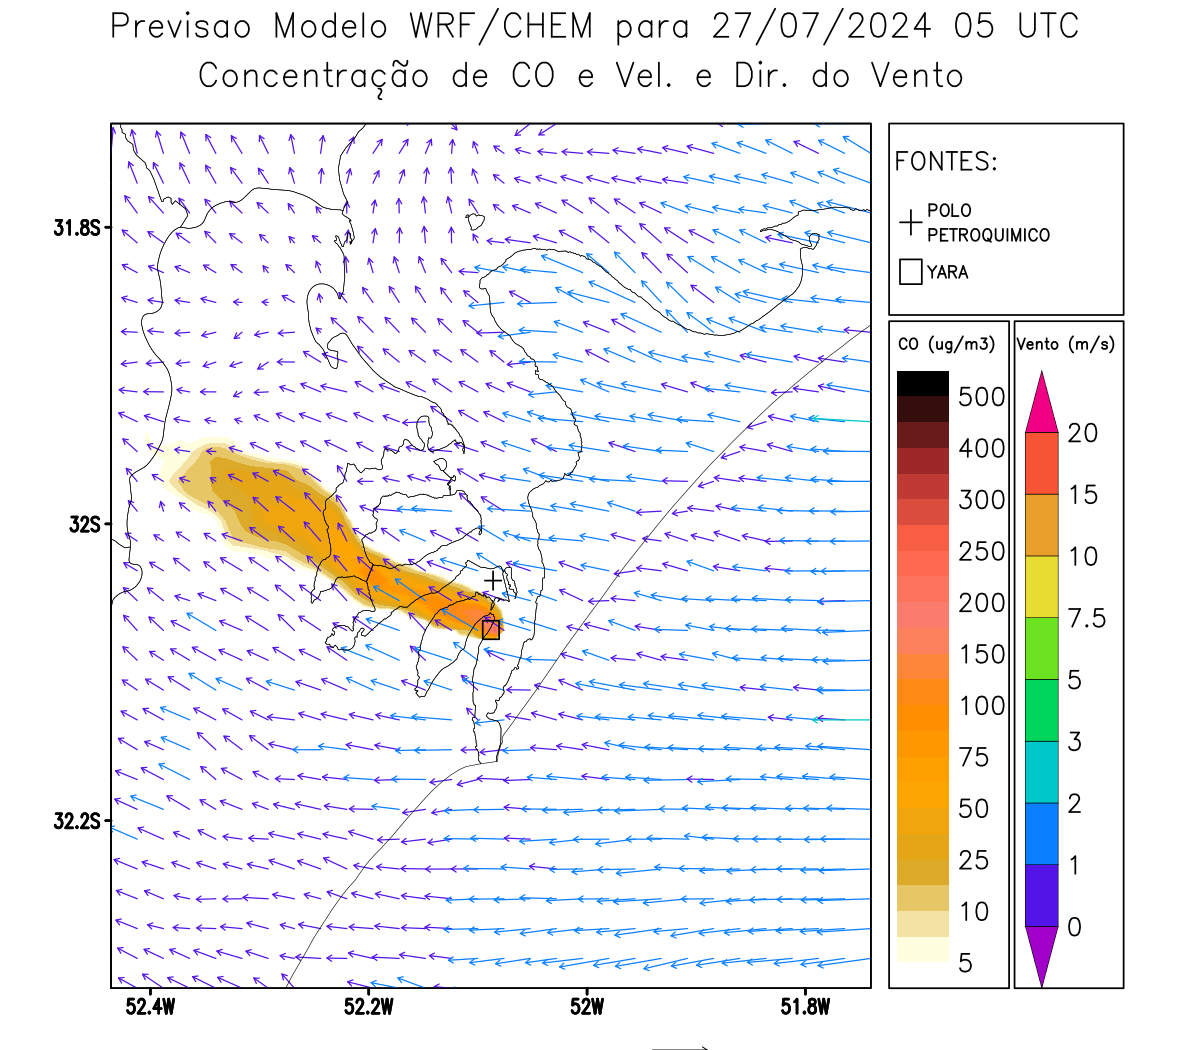 Previsao Modelo WRF/CHEM para 27/07/2024 05 UTC
Concentração de CO e Vel. e Dir. do Vento
FONTES:
POLO
PETROQUIMICO
YARA
CO (ug/m3)
500
400
300
250
200
150
100
75
50
25
10
5
Vento (m/s)
20
15
10
7.5
5
3
2
1
0
31.8S
32S
32.2S
52.4W
52.2W
52W
51.8W